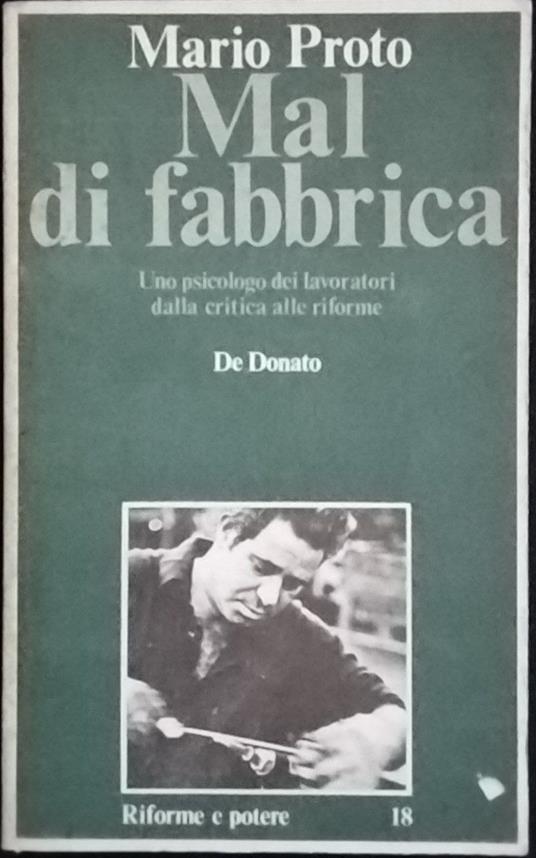 Mario Proto
Mal
di fabbrica
Uno psicologo dei lavoratori
dalla critica alle riforme
De Donato
Riforme e potere 18